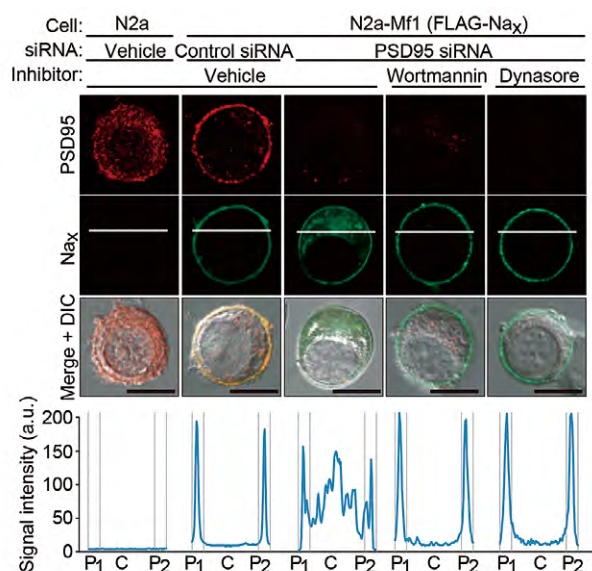 Cell: N2a N2a-Mf1 (FLAG-Nax)
siRNA: Vehicle Control siRNA PSD95 siRNA
Inhibitor: Vehicle Wortmannin Dynasore
PSD95
Nax
Merge + DIC
Signal intensity (a.u.)
200
150
100
50
0
P1 C P2 P1 C P2 P1 C P2 P1 C P2 P1 C P2